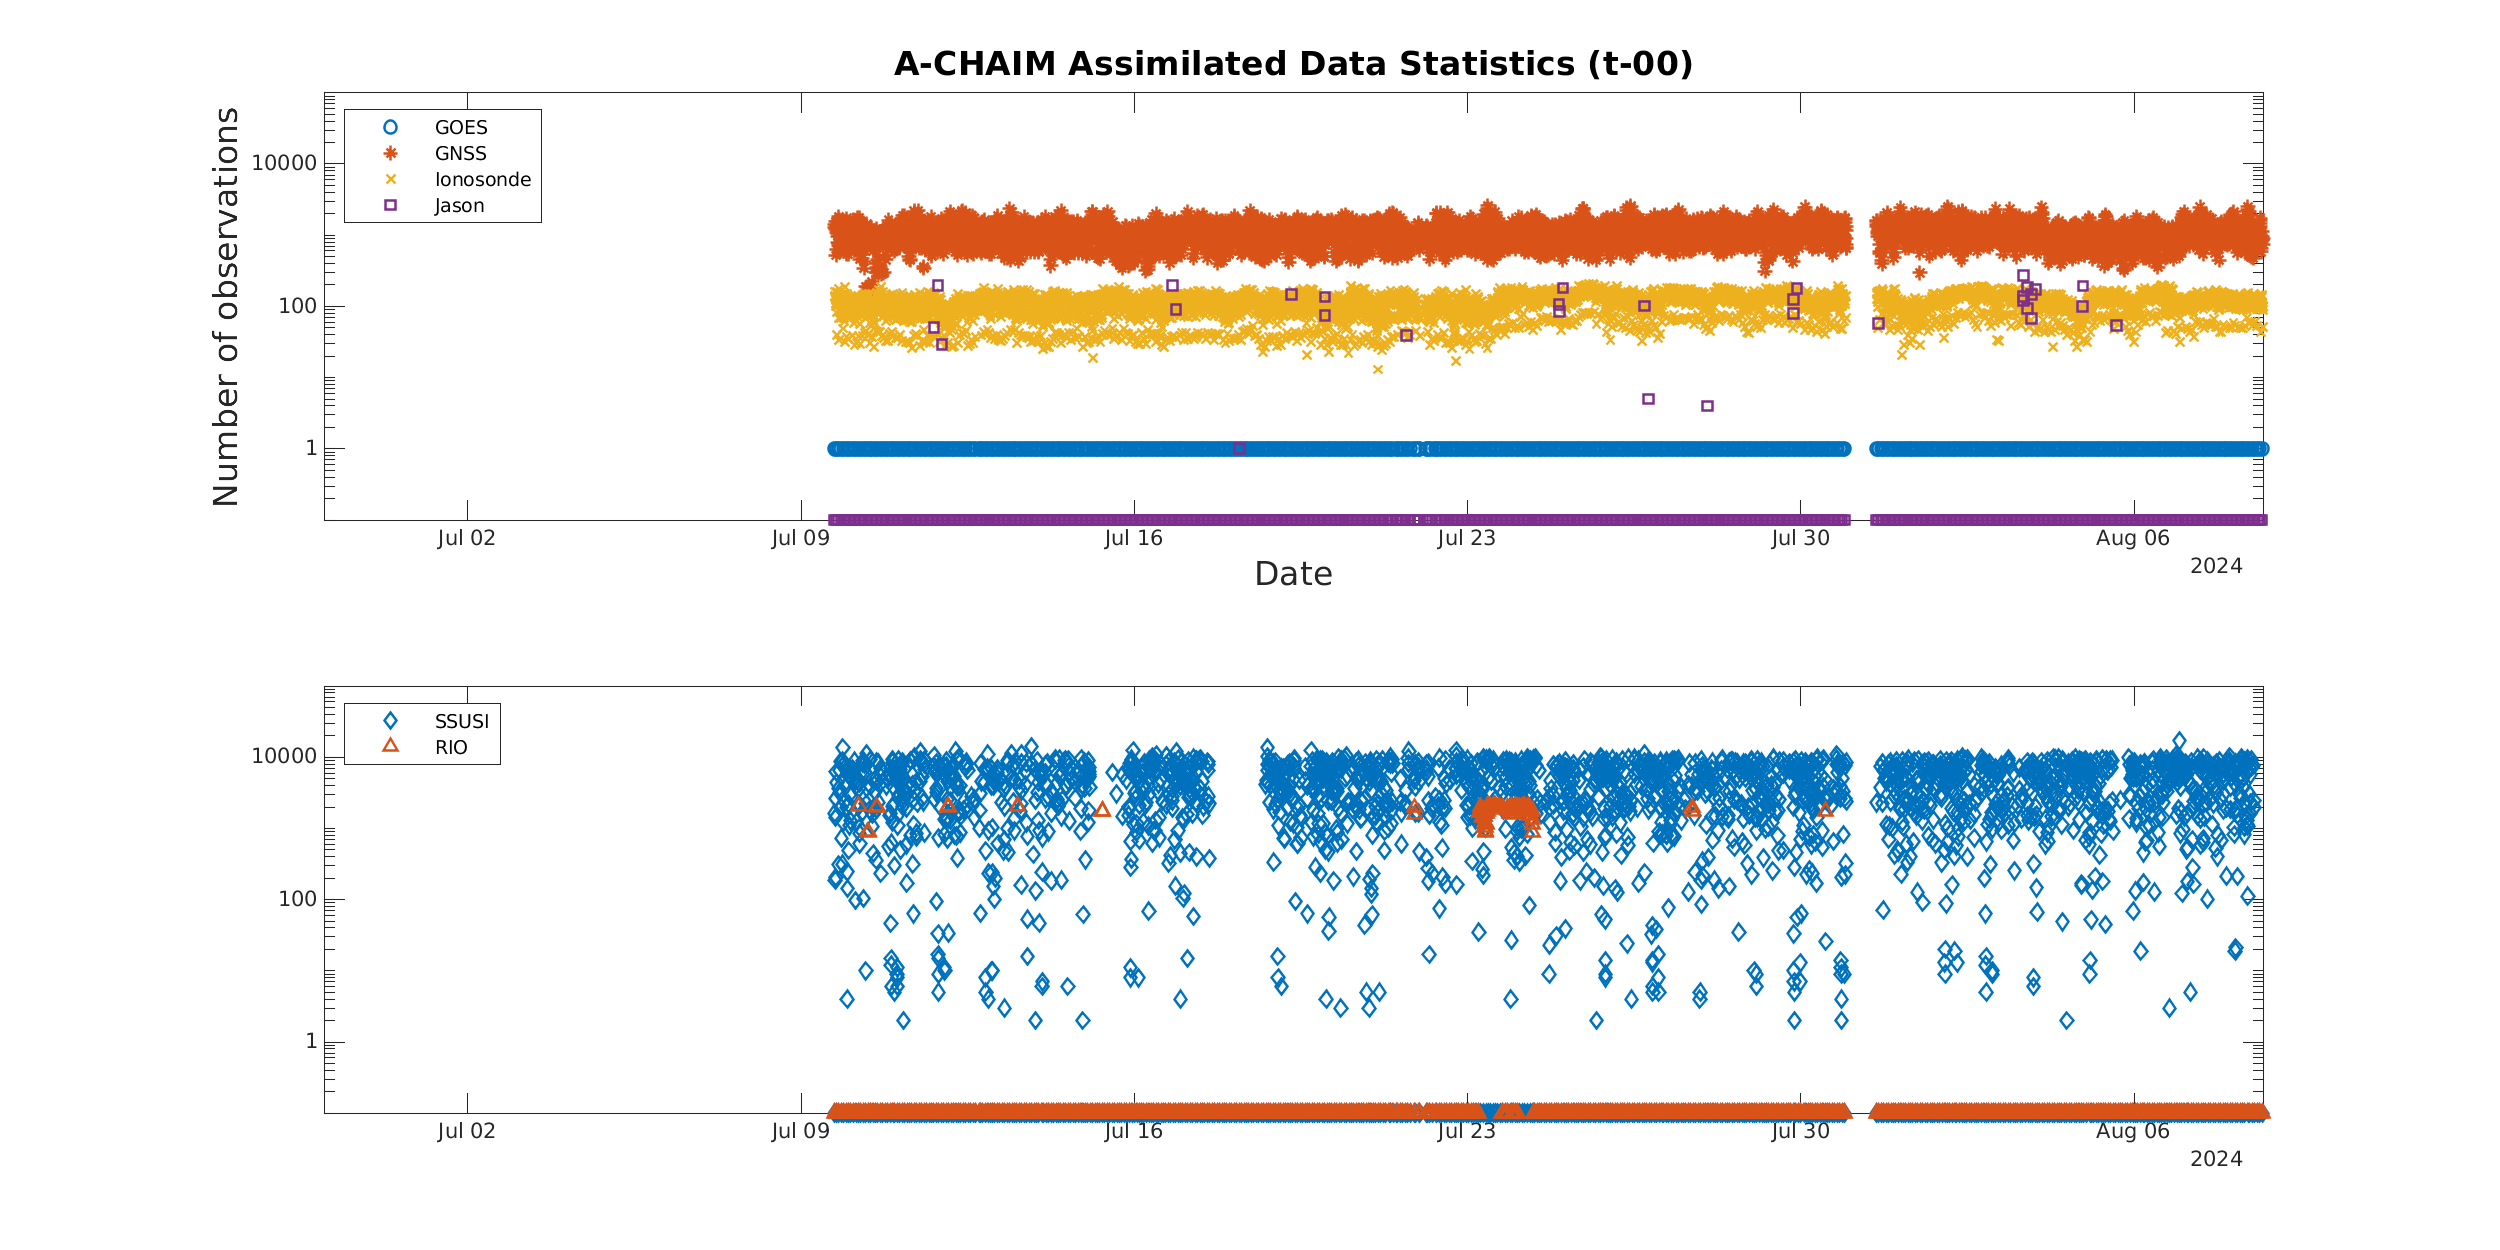 A-CHAIM Assimilated Data Statistics (t-00)
Number of observations
10000
100
1
GOES
GNSS
Ionosonde
Jason
Jul 02
Jul 09
Jul 16
Jul 23
Jul 30
Aug 06
2024
Date
10000
100
1
SSUSI
RIO
Jul 02
Jul 09
Jul 16
Jul 23
Jul 30
Aug 06
2024